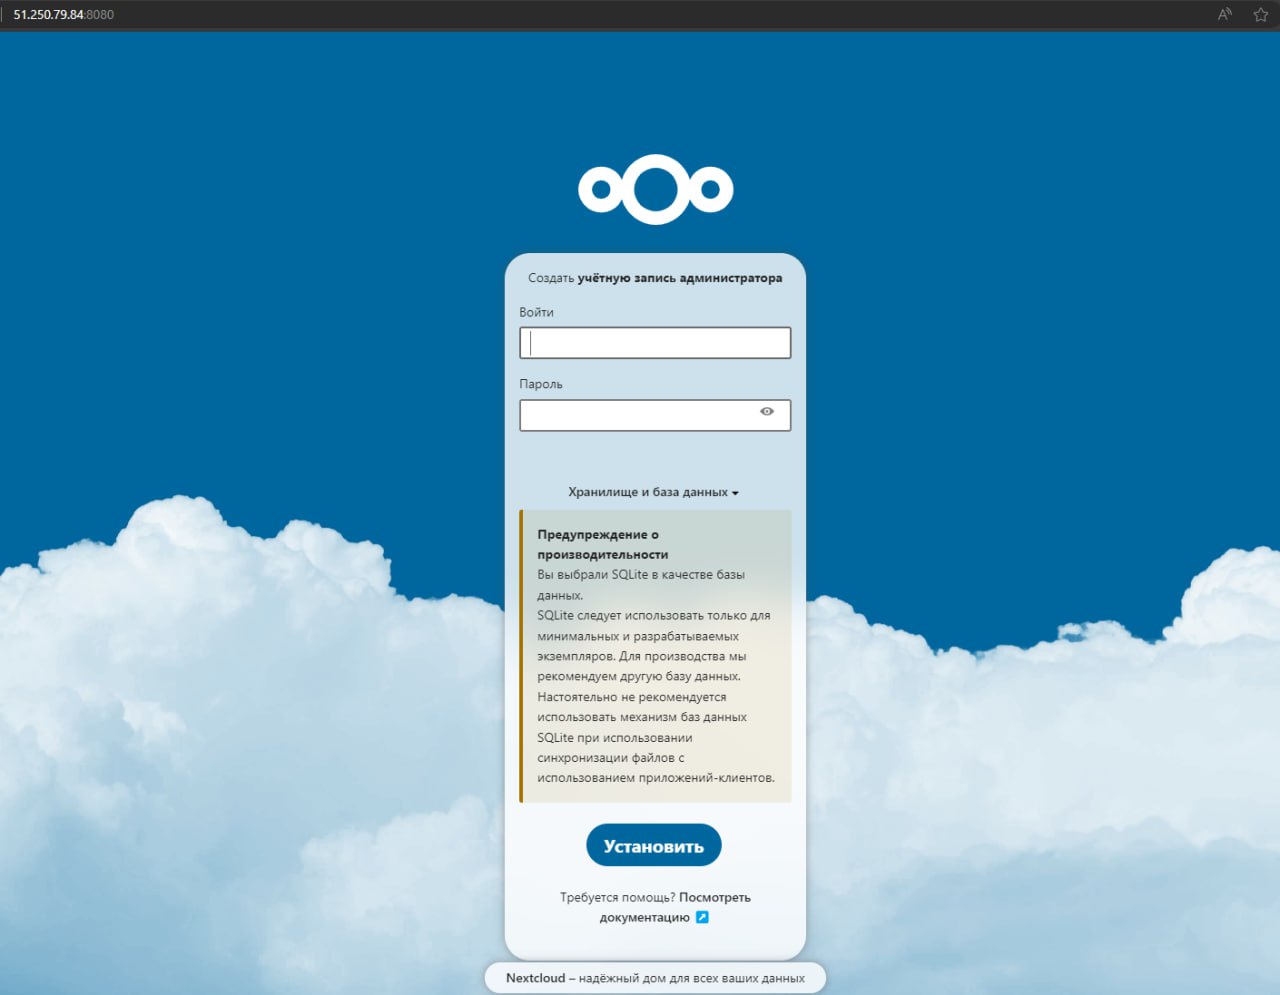 51.250.79.84:8080
Создать учётную запись администратора
Войти
Пароль
Хранилище и база данных
Предупреждение о
производительности
Вы выбрали SQLite в качестве базы
данных.
SQLite следует использовать только для
минимальных и разрабатываемых
экземпляров. Для производства мы
рекомендуем другую базу данных.
Настоятельно не рекомендуется
использовать механизм баз данных
SQLite при использовании
синхронизации файлов с
использованием приложений-клиентов.
Установить
Требуется помощь? Посмотреть
документацию
Nextcloud – надёжный дом для всех ваших данных